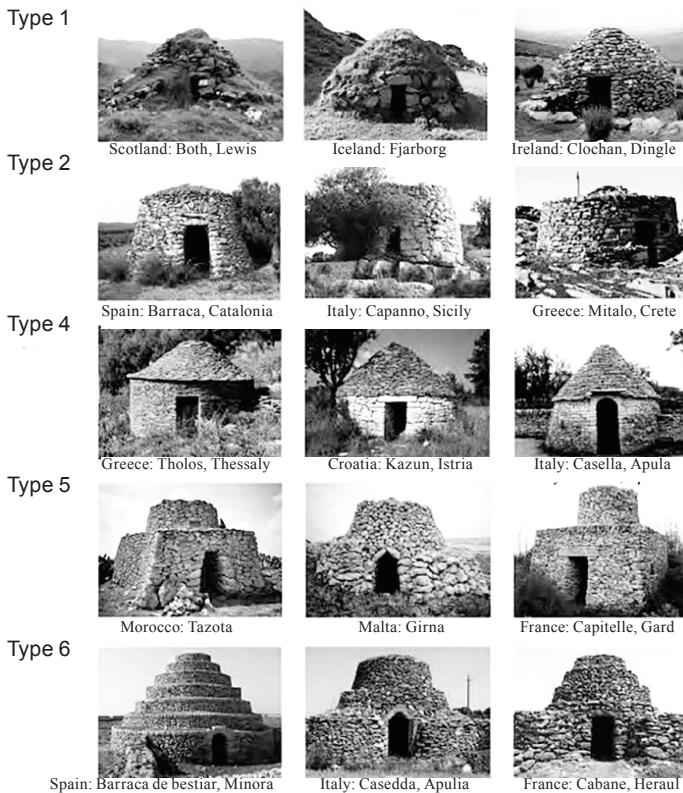 Type 1
Scotland: Both, Lewis
Iceland: Fjarborg
Ireland: Clochan, Dingle
Type 2
Spain: Barraca, Catalonia
Italy: Capanno, Sicily
Greece: Mitalo, Crete
Type 4
Greece: Tholos, Thessaly
Croatia: Kazun, Istria
Italy: Casella, Apula
Type 5
Morocco: Tazota
Malta: Girna
France: Capitelle, Gard
Type 6
Spain: Barraca de bestiar, Minora
Italy: Casedda, Apulia
France: Cabane, Heraul